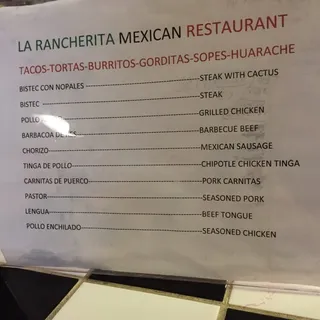 LA RANCHERITA MEXICAN RESTAURANT
TACOS-TORTAS-BURRITOS-GORDITAS-SOPES-HUARACHE
BISTEC CON NOPALES STEAK WITH CACTUS
BISTEC STEAK
POLLO GRILLED CHICKEN
BARBACOA BARBECUE BEEF
CHORIZO MEXICAN SAUSAGE
TINGA DE POLLO CHIPOTLE CHICKEN TINGA
CARNITAS DE PUERCO PORK CARNITAS
PASTOR SEASONED PORK
LENGUA BEEF TONGUE
POLLO ENCHILADO SEASONED CHICKEN